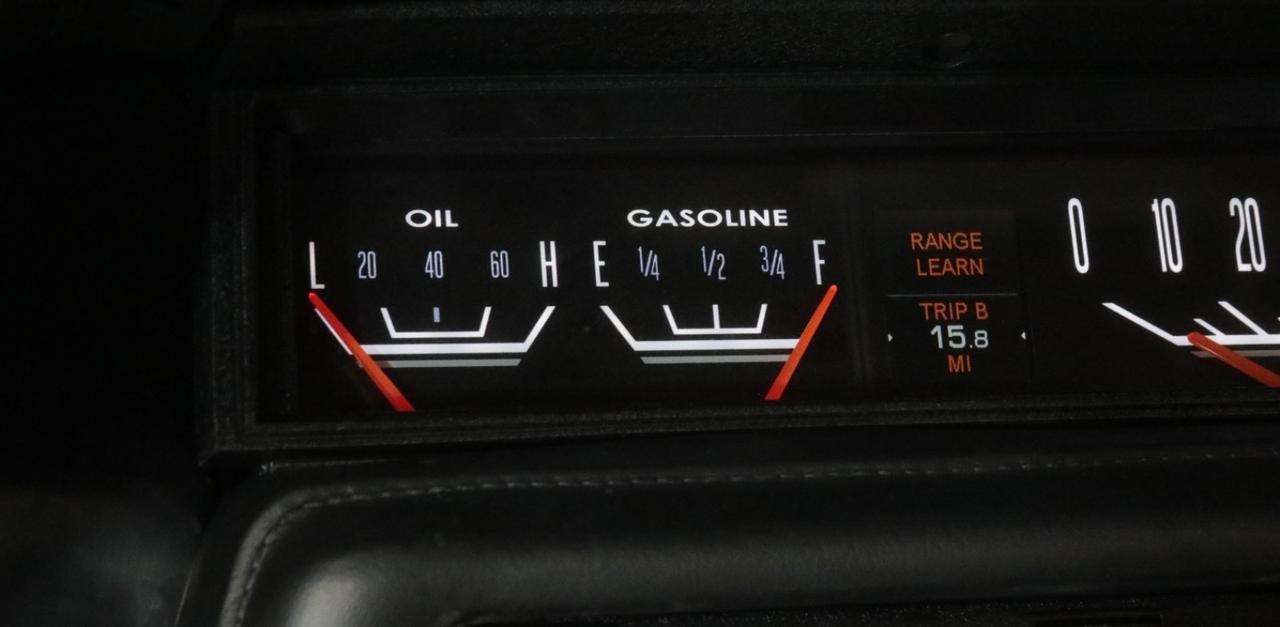 OIL
L 20 40 60 H
GASOLINE
E 1/4 1/2 3/4 F
RANGE
LEARN
TRIP B
15.8
MI
0 10 20